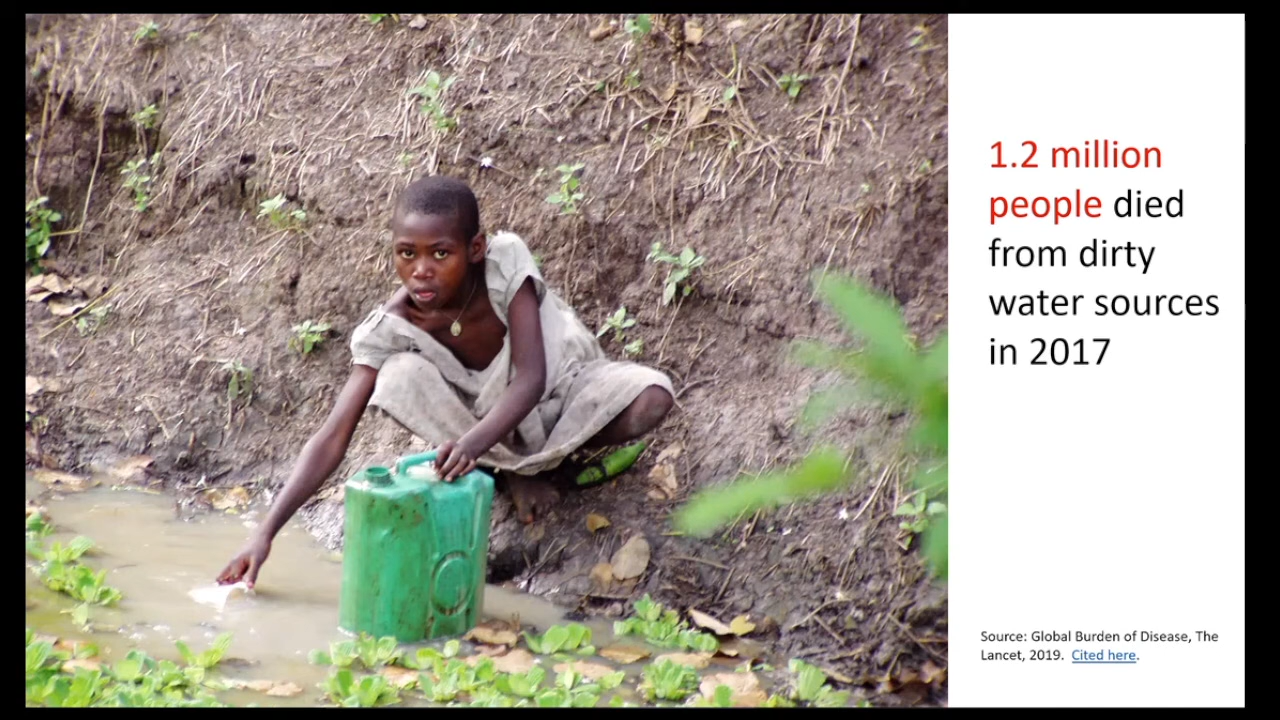 1.2 million
people died
from dirty
water sources
in 2017
Source: Global Burden of Disease, The
Lancet, 2019. Cited here.